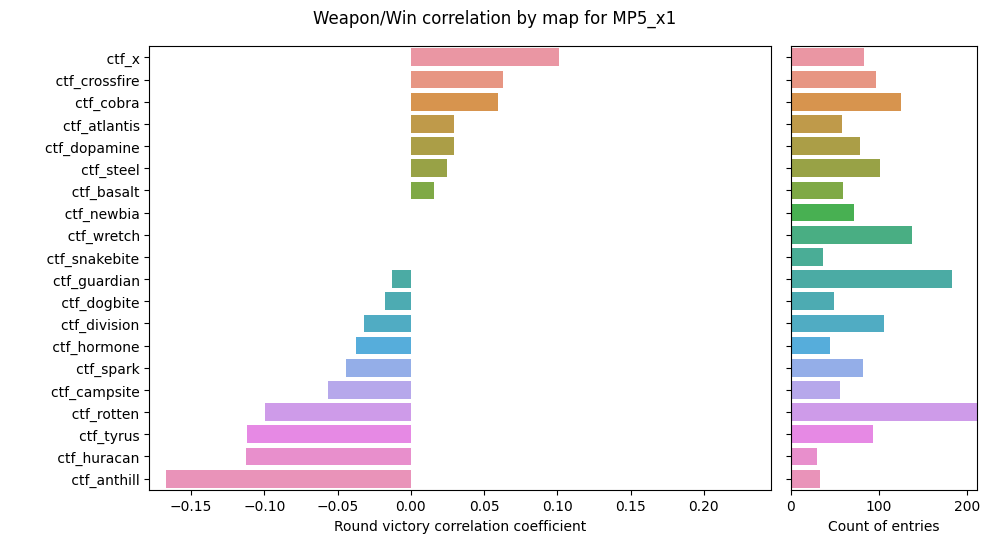 Weapon/Win correlation by map for MP5_x1
ctf_x
ctf_crossfire
ctf_cobra
ctf_atlantis
ctf_dopamine
ctf_steel
ctf_basalt
ctf_newbia
ctf_wretch
ctf_snakebite
ctf_guardian
ctf_dogbite
ctf_division
ctf_hormone
ctf_spark
ctf_campsite
ctf_rotten
ctf_tyrus
ctf_huracan
ctf_anthill
−0.15 −0.10 −0.05 0.00 0.05 0.10 0.15 0.20
Round victory correlation coefficient
0 100 200
Count of entries